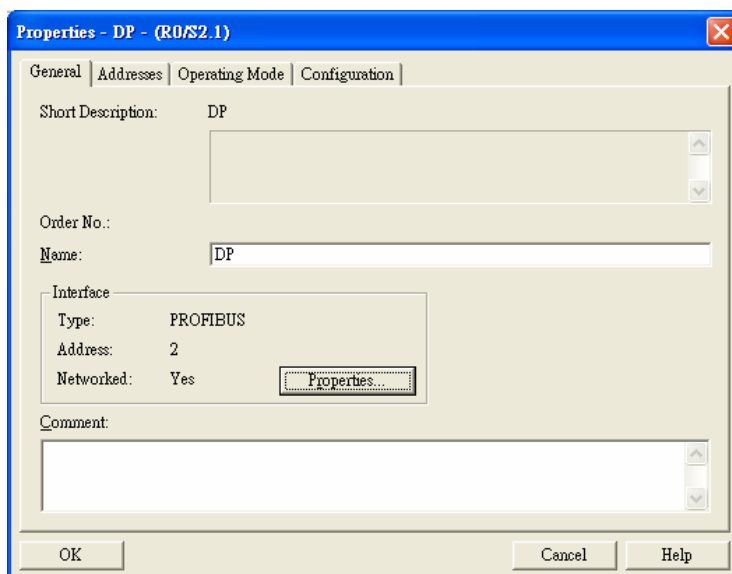 Properties - DP - (R0/S2.1)
General Addresses Operating Mode Configuration
Short Description: DP
Order No.:
Name: DP
Interface
Type: PROFIBUS
Address: 2
Networked: Yes Properties...
Comment:
OK Cancel Help